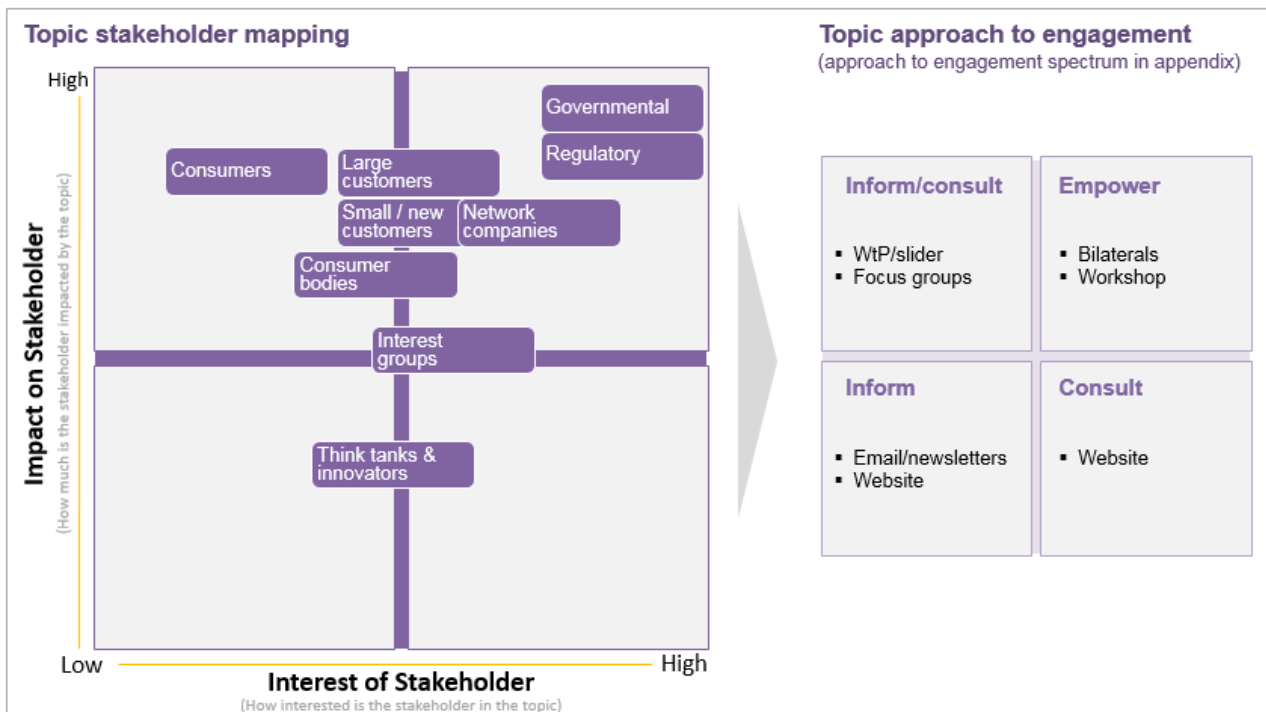 Topic stakeholder mapping
High
Governmental
Regulatory
Consumers
Large
customers
Small / new
customers
Network
companies
Consumer
bodies
Interest
groups
Think tanks &
innovators
Impact on Stakeholder
(How much is the stakeholder impacted by the topic)
Low
High
Interest of Stakeholder
(How interested is the stakeholder in the topic)
Topic approach to engagement
(approach to engagement spectrum in appendix)
Inform/consult
▪ WtP/slider
▪ Focus groups
Empower
▪ Bilaterals
▪ Workshop
Inform
▪ Email/newsletters
▪ Website
Consult
▪ Website